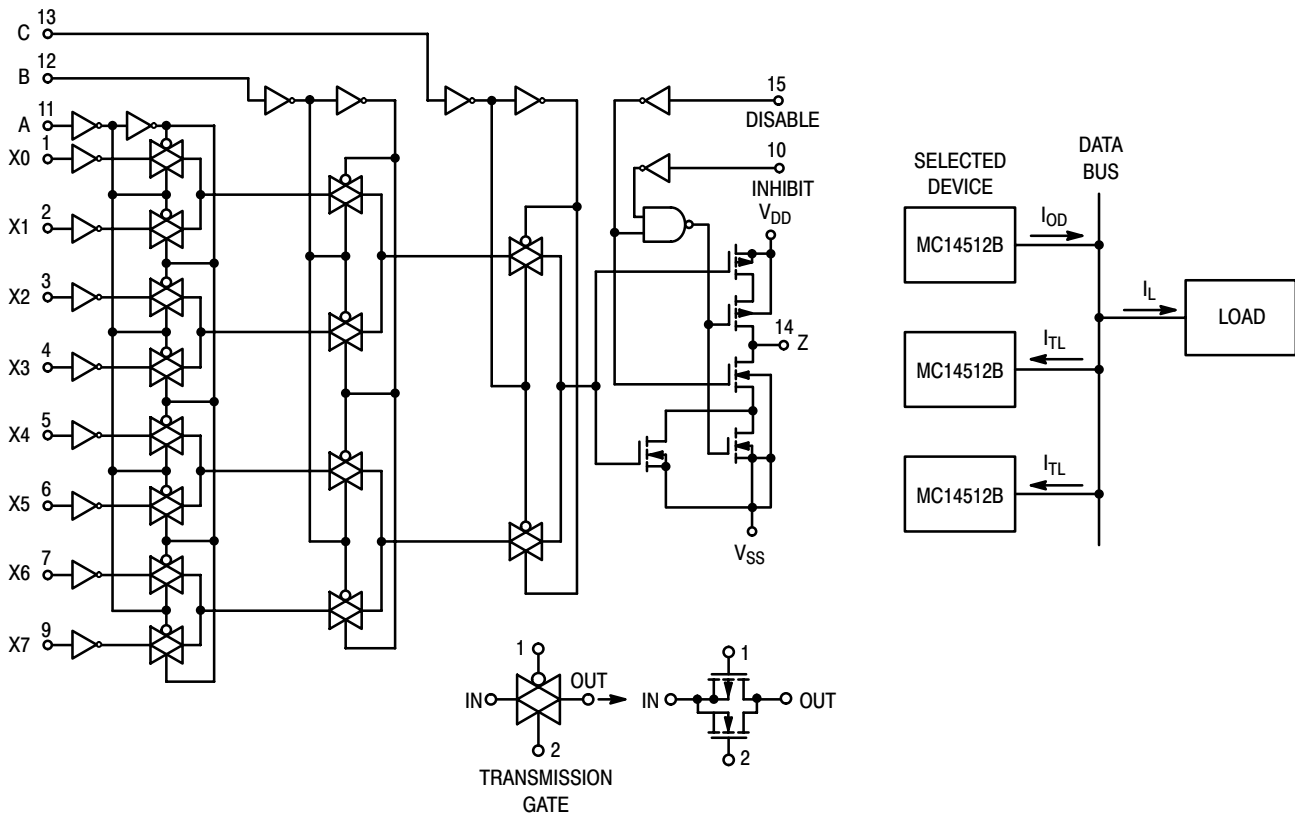 C 13
B 12
A 11
X0 1
X1 2
X2 3
X3 4
X4 5
X5 6
X6 7
X7 9
15
DISABLE
10
INHIBIT
VDD
14 Z
VSS
SELECTED
DEVICE
DATA
BUS
MC14512B
IOD
IL
LOAD
MC14512B
ITL
MC14512B
ITL
1
IN
OUT
2
TRANSMISSION
GATE
1
IN
OUT
2